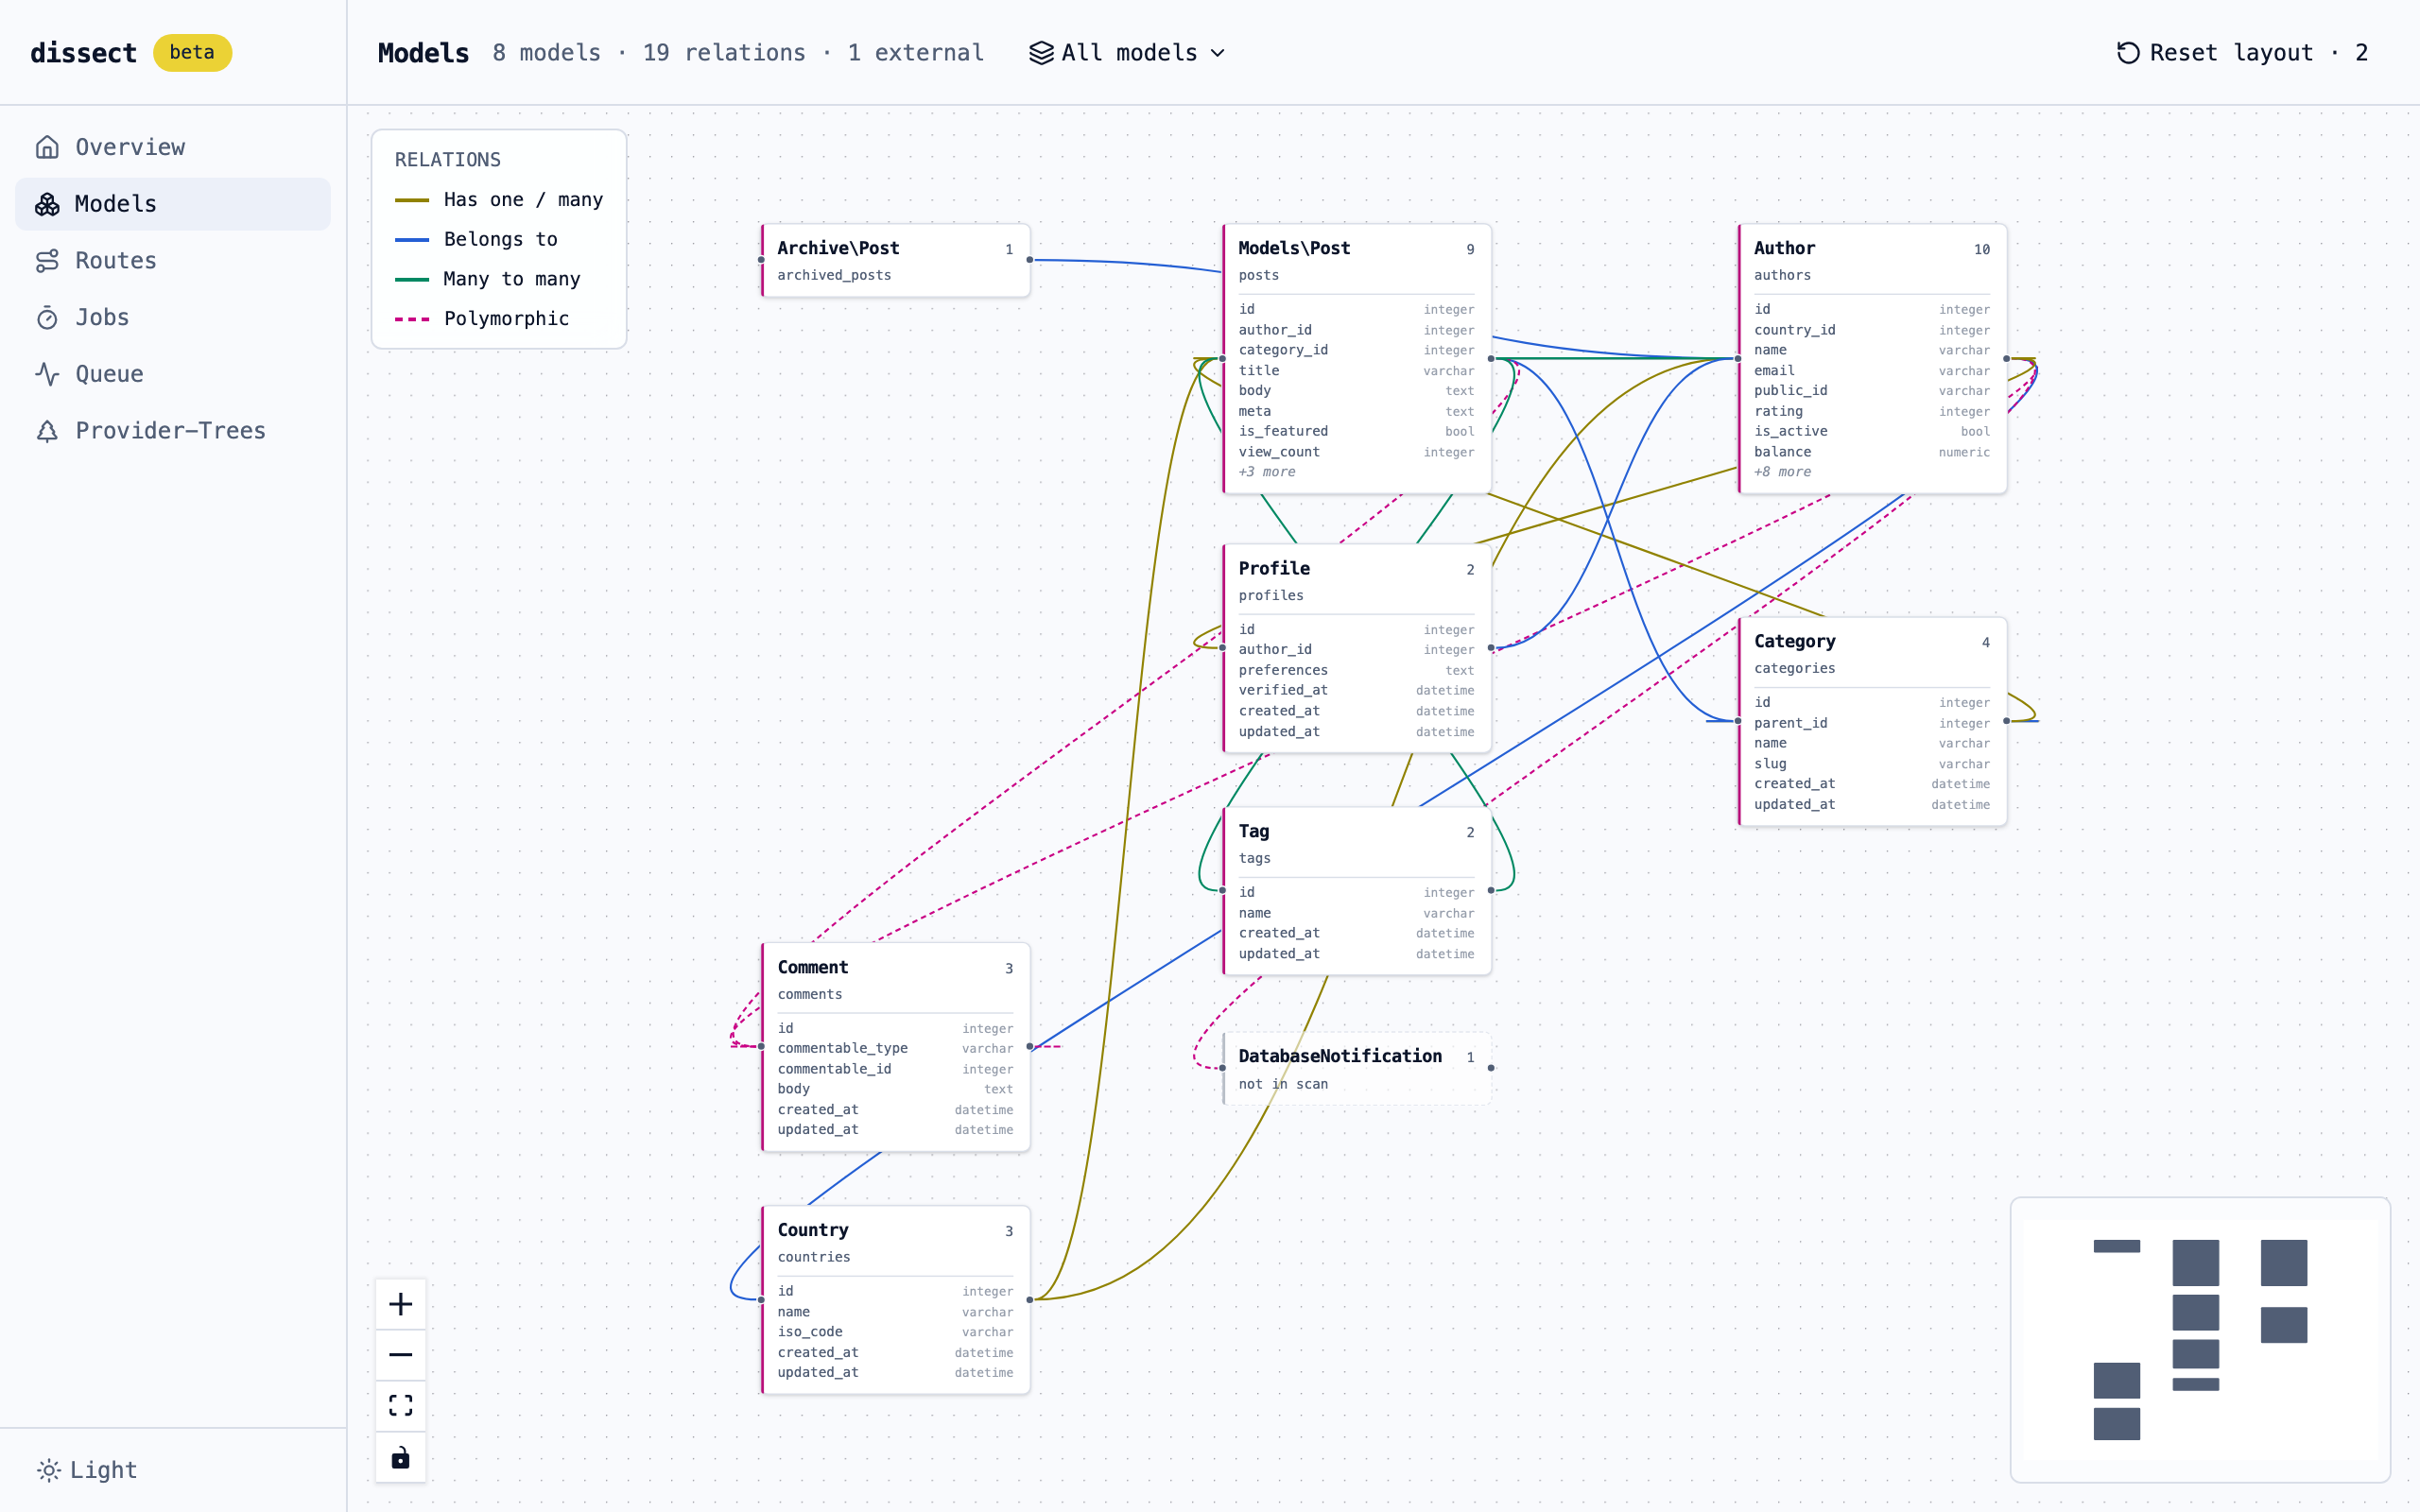 dissect beta
Models 8 models · 19 relations · 1 external All models Reset layout · 2
Overview
Models
Routes
Jobs
Queue
Provider-Trees
Light
RELATIONS
Has one / many
Belongs to
Many to many
Polymorphic
Archive\Post 1
archived_posts
Models\Post 9
posts
id integer
author_id integer
category_id integer
title varchar
body text
meta text
is_featured bool
view_count integer
+3 more
Author 10
authors
id integer
country_id integer
name varchar
email varchar
public_id varchar
rating integer
is_active bool
balance numeric
+8 more
Profile 2
profiles
id integer
author_id integer
preferences text
verified_at datetime
created_at datetime
updated_at datetime
Category 4
categories
id integer
parent_id integer
name varchar
slug varchar
created_at datetime
updated_at datetime
Tag 2
tags
id integer
name varchar
created_at datetime
updated_at datetime
Comment 3
comments
id integer
commentable_type varchar
commentable_id integer
body text
created_at datetime
updated_at datetime
DatabaseNotification 1
not in scan
Country 3
countries
id integer
name varchar
iso_code varchar
created_at datetime
updated_at datetime